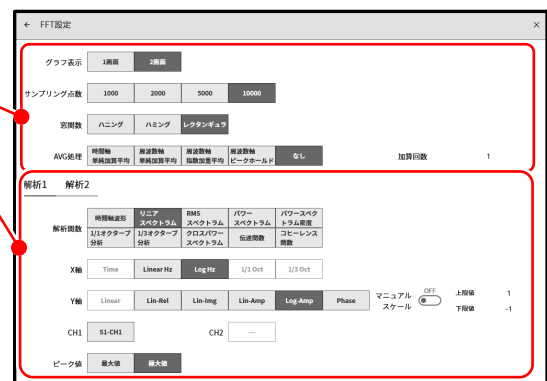 ← FFT設定 ×
グラフ表示 1画面 2画面
サンプリング点数 1000 2000 5000 10000
窓関数 ハニング ハミング レクタンギュラ
AVG処理 時間軸 単純加算平均 周波数軸 単純加算平均 周波数軸 指数加重平均 周波数軸 ピークホールド なし 加算回数 1
解析1 解析2
解析関数 時間軸波形 リニア スペクトラム RMS スペクトラム パワー スペクトラム パワースペク トラム密度
1/1オクターブ 分析 1/3オクターブ 分析 クロスパワー スペクトラム 伝達関数 コヒーレンス 関数
X軸 Time Linear Hz Log Hz 1/1 Oct 1/3 Oct
Y軸 Linear Lin-Rel Lin-Img Lin-Amp Log-Amp Phase マニュアル スケール OFF 上限値 1
下限値 -1
CH1 S1-CH1 CH2 —
ピーク値 最大値 極大値